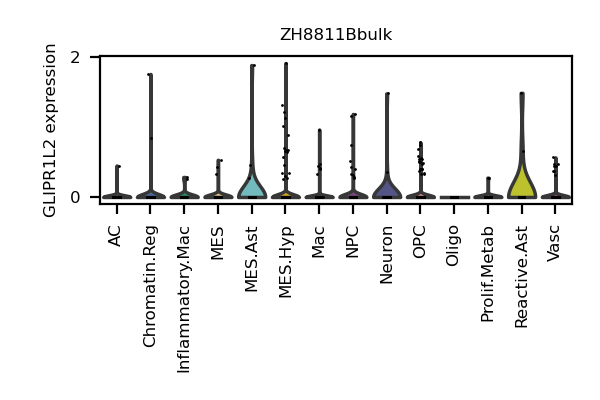 ZH8811Bbulk
GLIPR1L2 expression
2
0
AC
Chromatin.Reg
Inflammatory.Mac
MES
MES.Ast
MES.Hyp
Mac
NPC
Neuron
OPC
Oligo
Prolif.Metab
Reactive.Ast
Vasc